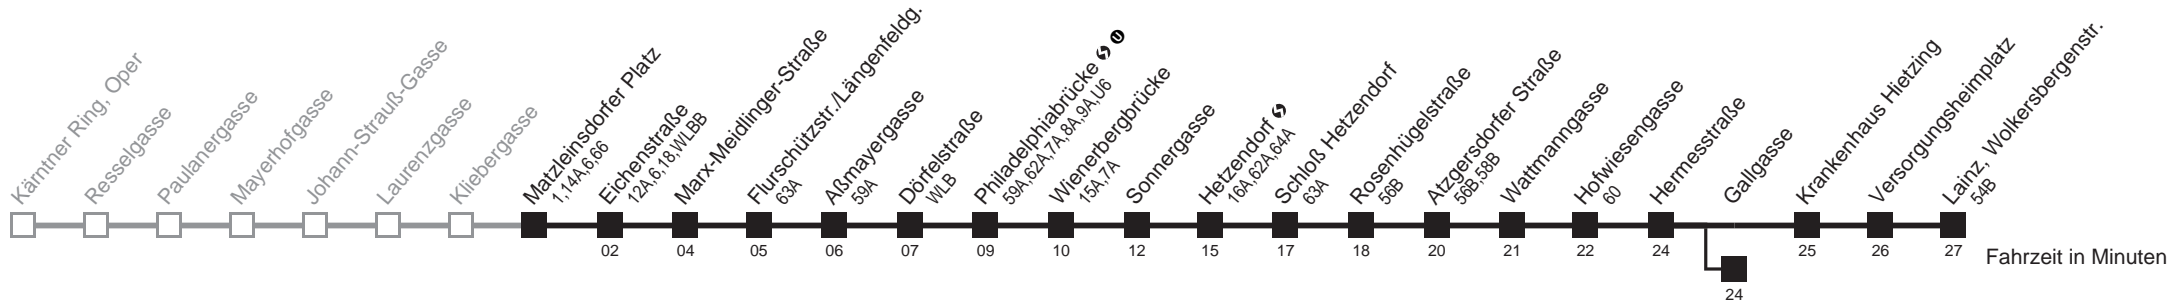 Kärntner Ring, Oper
Resselgasse
Paulanergasse
Mayerhofgasse
Johann-Strauß-Gasse
Laurenzgasse
Kliebergasse
Matzleinsdorfer Platz
1,14A,6,66
Eichenstraße
12A,6,18,WLBB
02
Marx-Meidlinger-Straße
04
Flurschützstr./Längenfeldg.
63A
05
Aßmayergasse
59A
06
Dörfelstraße
WLB
07
Philadelphiabrücke S U
59A,62A,7A,8A,9A,U6
09
Wienerbergbrücke
15A,7A
10
Sonnergasse
12
Hetzendorf S
16A,62A,64A
15
Schloß Hetzendorf
63A
17
Rosenhügelstraße
56B
18
Atzgersdorfer Straße
56B,58B
20
Wattmanngasse
21
Hofwiesengasse
60
22
Hermesstraße
24
Gallgasse
24
Krankenhaus Hietzing
25
Versorgungsheimplatz
26
Lainz, Wolkersbergenstr.
54B
27
Fahrzeit in Minuten